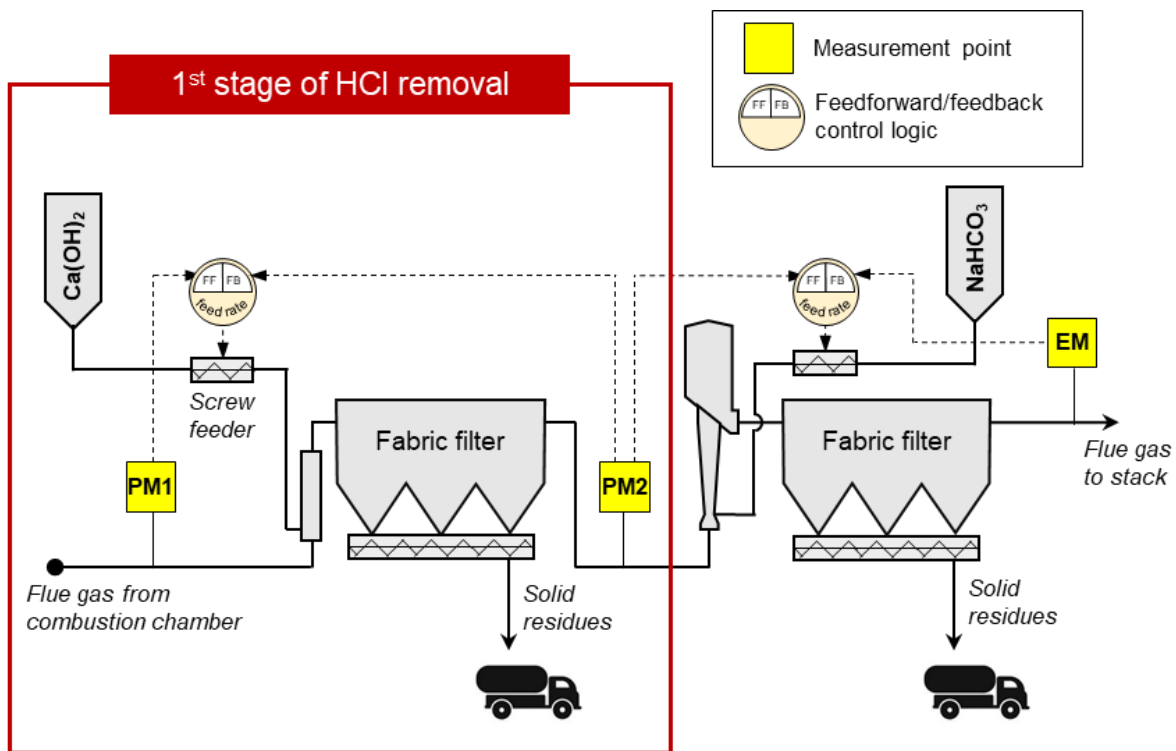 Measurement point
FF FB
Feedforward/feedback
control logic
1st stage of HCl removal
Ca(OH)2
NaHCO3
FF FB
feed rate
FF FB
feed rate
EM
Screw
feeder
Fabric filter
Fabric filter
Flue gas
to stack
PM1
PM2
Flue gas from
combustion chamber
Solid
residues
Solid
residues